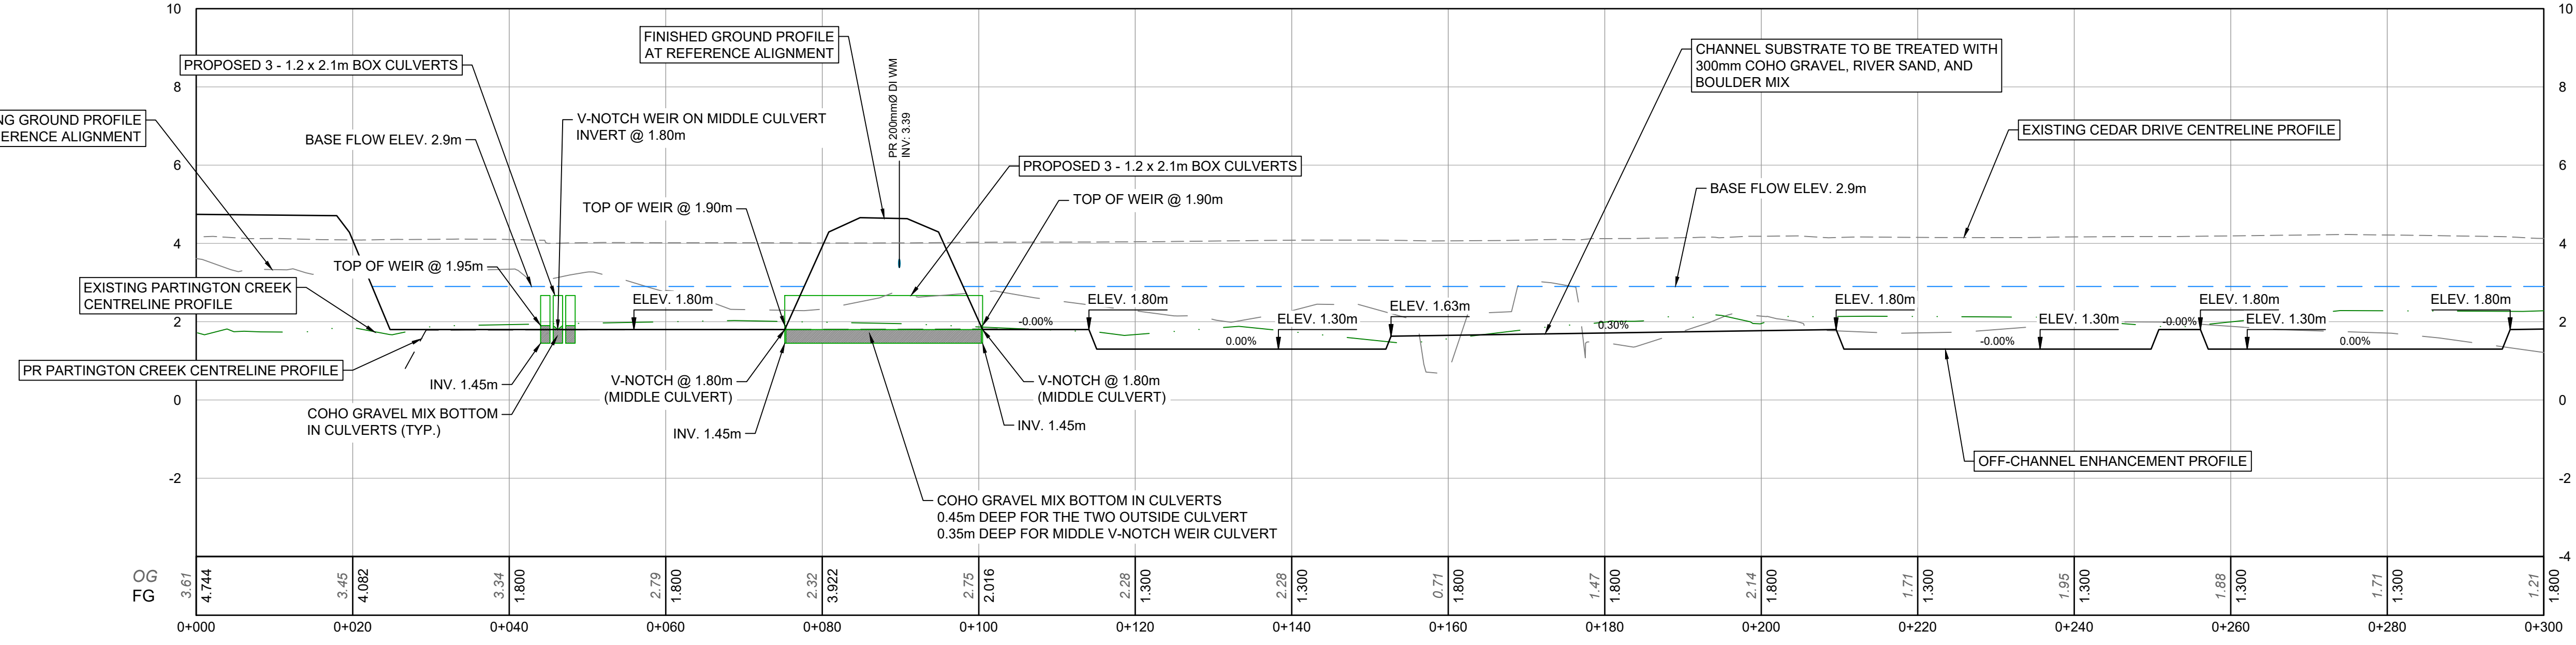 10
10
8
8
6
6
4
4
2
2
0
0
-2
-2
-4
-4
FINISHED GROUND PROFILE
AT REFERENCE ALIGNMENT
PROPOSED 3 - 1.2 x 2.1m BOX CULVERTS
CHANNEL SUBSTRATE TO BE TREATED WITH
300mm COHO GRAVEL, RIVER SAND, AND
BOULDER MIX
PR 200mmØ DI WM
INV: 3.39
NG GROUND PROFILE
ERENCE ALIGNMENT
BASE FLOW ELEV. 2.9m
V-NOTCH WEIR ON MIDDLE CULVERT
INVERT @ 1.80m
EXISTING CEDAR DRIVE CENTRELINE PROFILE
PROPOSED 3 - 1.2 x 2.1m BOX CULVERTS
BASE FLOW ELEV. 2.9m
TOP OF WEIR @ 1.90m
TOP OF WEIR @ 1.90m
TOP OF WEIR @ 1.95m
EXISTING PARTINGTON CREEK
CENTRELINE PROFILE
ELEV. 1.80m
ELEV. 1.80m
ELEV. 1.63m
ELEV. 1.80m
ELEV. 1.80m
ELEV. 1.80m
-0.00%
ELEV. 1.30m
0.30%
ELEV. 1.30m
-0.00%
ELEV. 1.30m
0.00%
-0.00%
0.00%
PR PARTINGTON CREEK CENTRELINE PROFILE
INV. 1.45m
V-NOTCH @ 1.80m
(MIDDLE CULVERT)
V-NOTCH @ 1.80m
(MIDDLE CULVERT)
COHO GRAVEL MIX BOTTOM
IN CULVERTS (TYP.)
INV. 1.45m
INV. 1.45m
OFF-CHANNEL ENHANCEMENT PROFILE
COHO GRAVEL MIX BOTTOM IN CULVERTS
0.45m DEEP FOR THE TWO OUTSIDE CULVERT
0.35m DEEP FOR MIDDLE V-NOTCH WEIR CULVERT
OG 3.61 3.45 3.34 2.79 2.32 2.75 2.28 2.28 0.71 1.47 2.14 1.71 1.95 1.88 1.71 1.21
FG 4.744 4.082 1.800 1.800 3.922 2.016 1.300 1.300 1.800 1.800 1.800 1.300 1.300 1.300 1.300 1.800
0+000 0+020 0+040 0+060 0+080 0+100 0+120 0+140 0+160 0+180 0+200 0+220 0+240 0+260 0+280 0+300